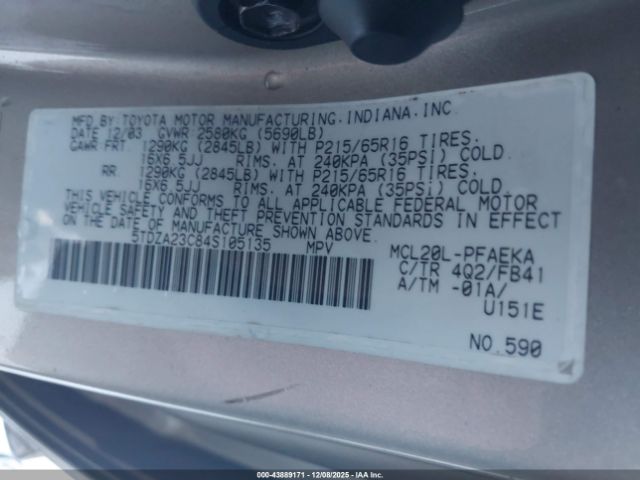 MFD.BY:TOYOTA MOTOR MANUFACTURING.INDIANA.INC
DATE 12/03 GVWR 2580KG (5690LB)
GAWR FRT. 1290KG (2845LB) WITH P215/65R16 TIRES.
16X6.5JJ RIMS. AT 240KPA (35PSI) COLD.
RR. 1290KG (2845LB) WITH P215/65R16 TIRES.
16X6.5JJ RIMS. AT 240KPA (35PSi) COLD.
THIS VEHICLE CONFORMS TO ALL APPLICABLE FEDERAL MOTOR
VEHICLE SAFETY AND THEFT PREVENTION STANDARDS IN EFFECT
ON THE DATE OF MANUFACTURE SHOWN ABOVE.
5TDZA23C84S105135 MPV
MCL20L-PFAEKA
C/IR 4Q2/FB41
A/TM -01A/
U151E
NO.590
000-43889171 - 12/08/2025 - IAAI.com